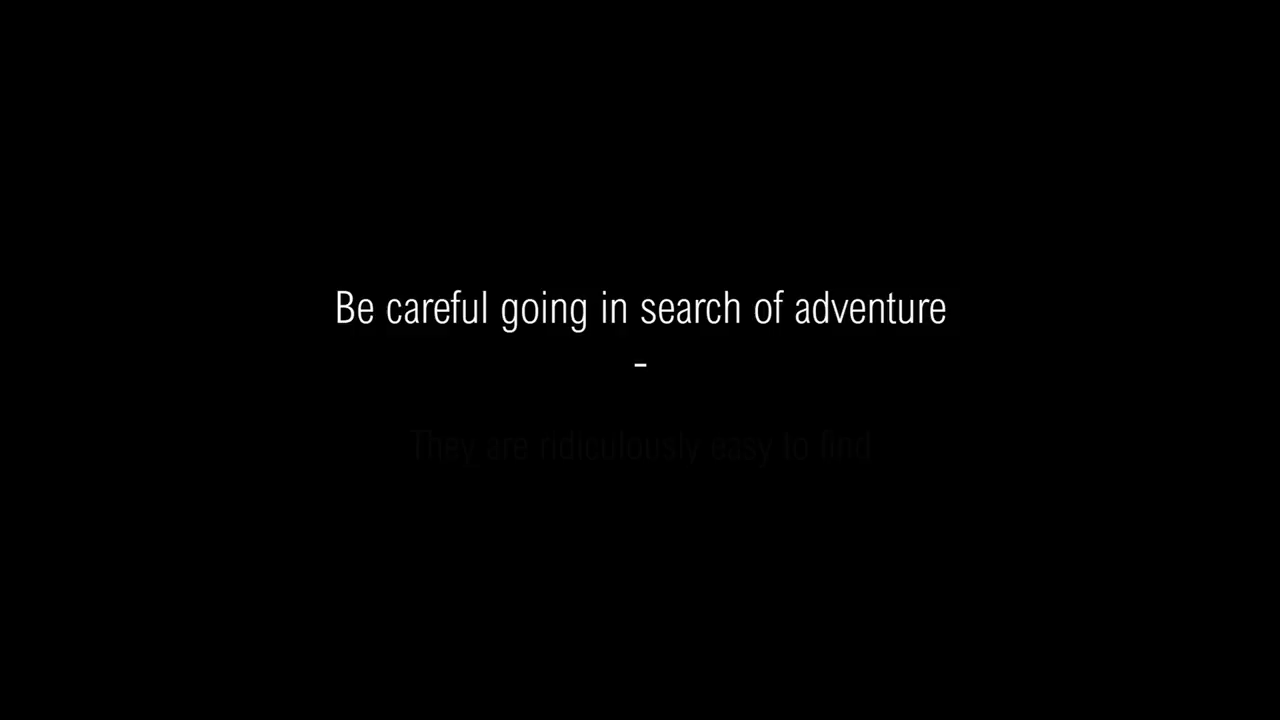 Be careful going in search of adventure
-
They are ridiculously easy to find